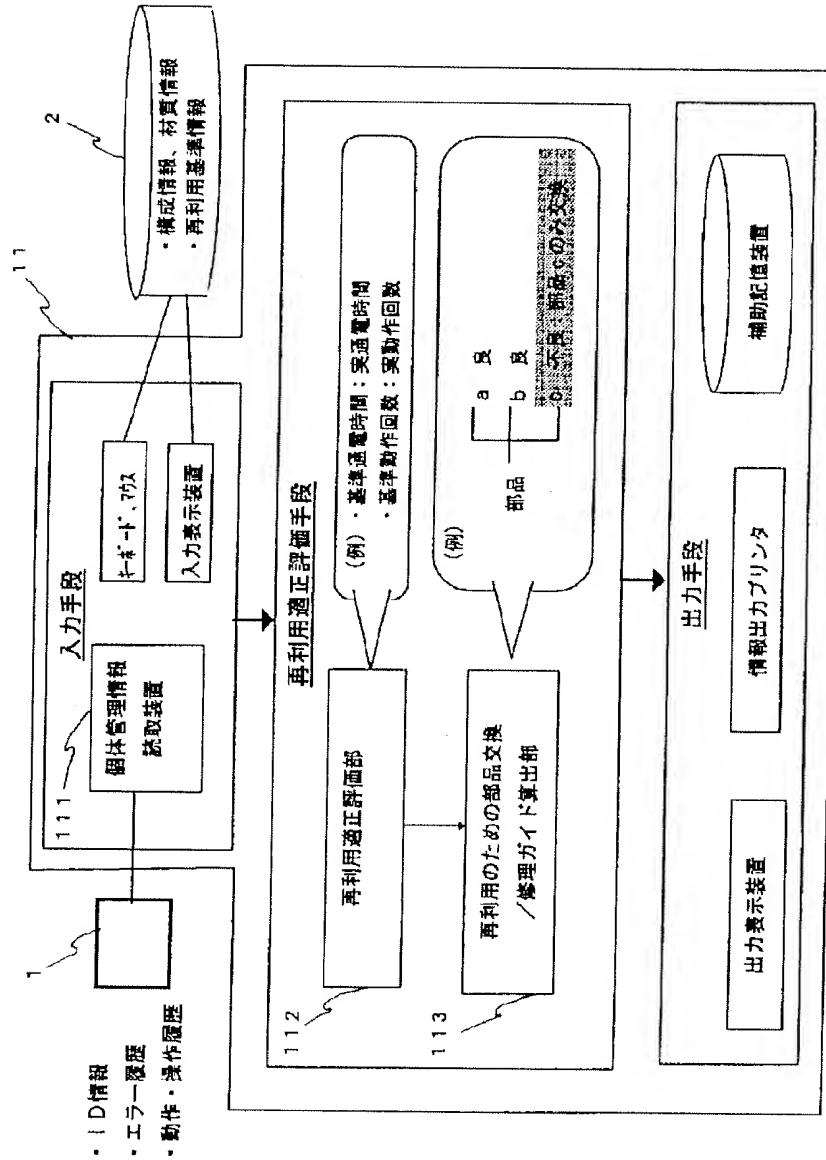 ・ID情報
・エラー履歴
・動作・操作履歴
1
11
2
・構成情報、材質情報
・再利用基準情報
入力手段
111
個体管理情報
読取装置
キーボード、マウス
入力表示装置
再利用適正評価手段
112
再利用適正評価部
(例)
・基準通電時間:実通電時間
・基準動作回数:実動作回数
113
再利用のための部品交換
/修理ガイド算出部
(例)
部品
a 良
b 良
c 不良:部品cのみ交換
出力手段
出力表示装置
情報出力プリンタ
補助記憶装置